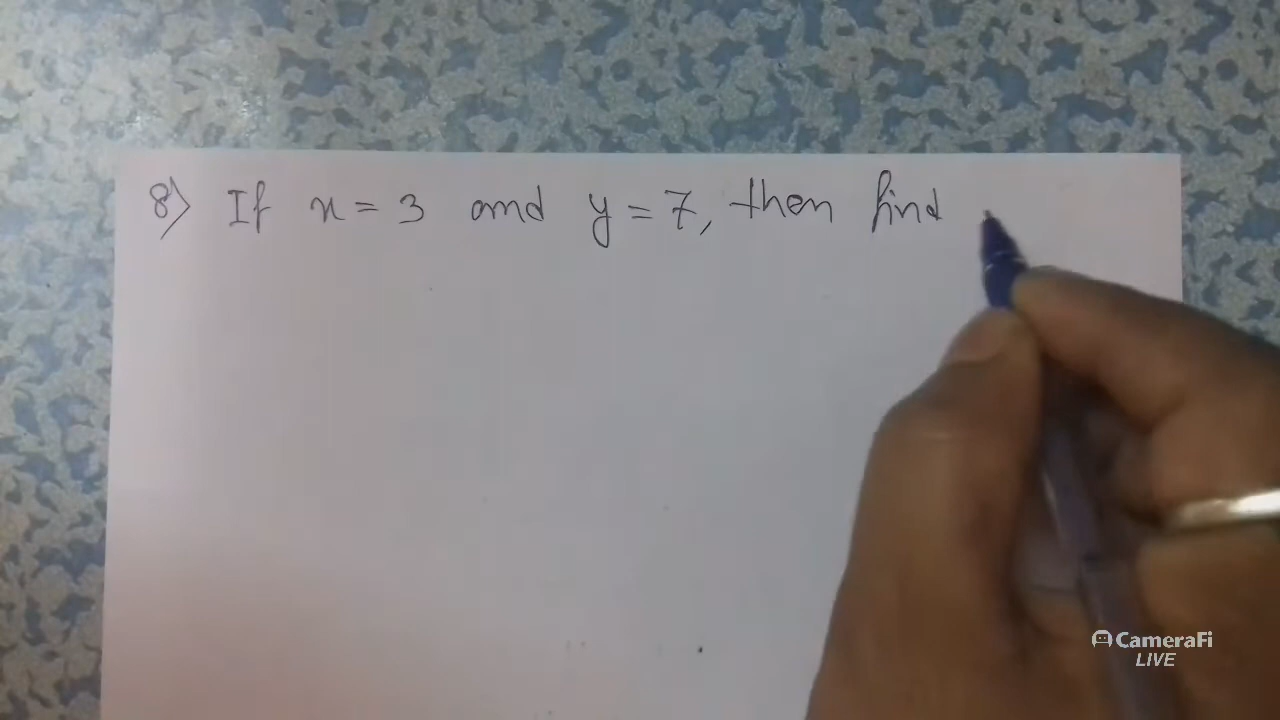 8) If x = 3 and y = 7, then find
CameraFi
LIVE